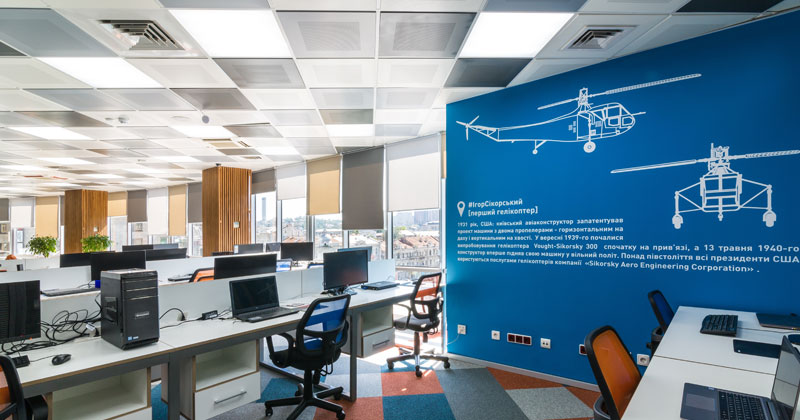 #ІгорСікорський
[перший гелікоптер]
1931 рік, США: київський авіаконструктор запатентував
проект машини з двома пропелерами - горизонтальним на
даху і вертикальним на хвості. У вересні 1939-го почалися
випробовування гелікоптера Vought-Sikorsky 300 спочатку на прив'язі, а 13 травня 1940-го
конструктор вперше підняв свою машину у вільний політ. Понад півстоліття всі президенти США
користуються послугами гелікоптерів компанії «Sikorsky Aero Engineering Corporation» .